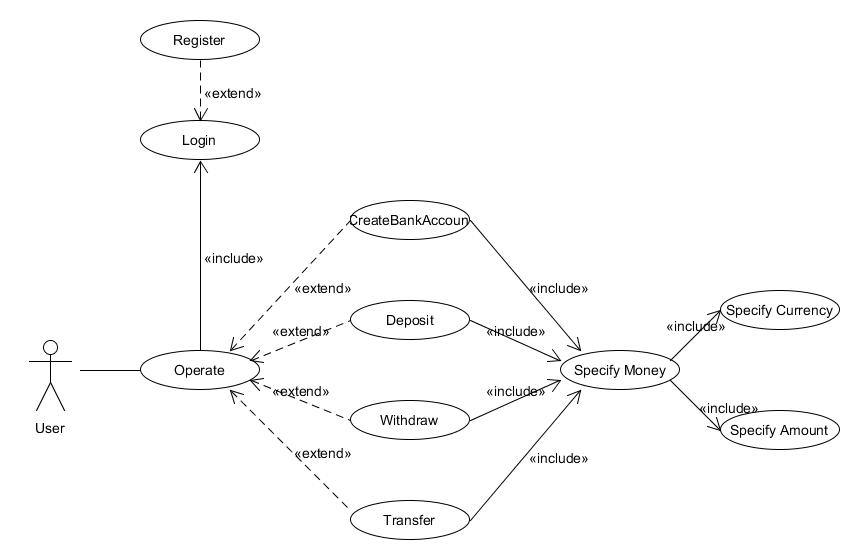 Register
«extend»
Login
«include»
CreateBankAccoun
«extend»
«include»
Deposit
«extend»
«include»
Specify Currency
«include»
User
Operate
Specify Money
«extend»
«include»
Withdraw
«include»
Specify Amount
«extend»
«include»
Transfer